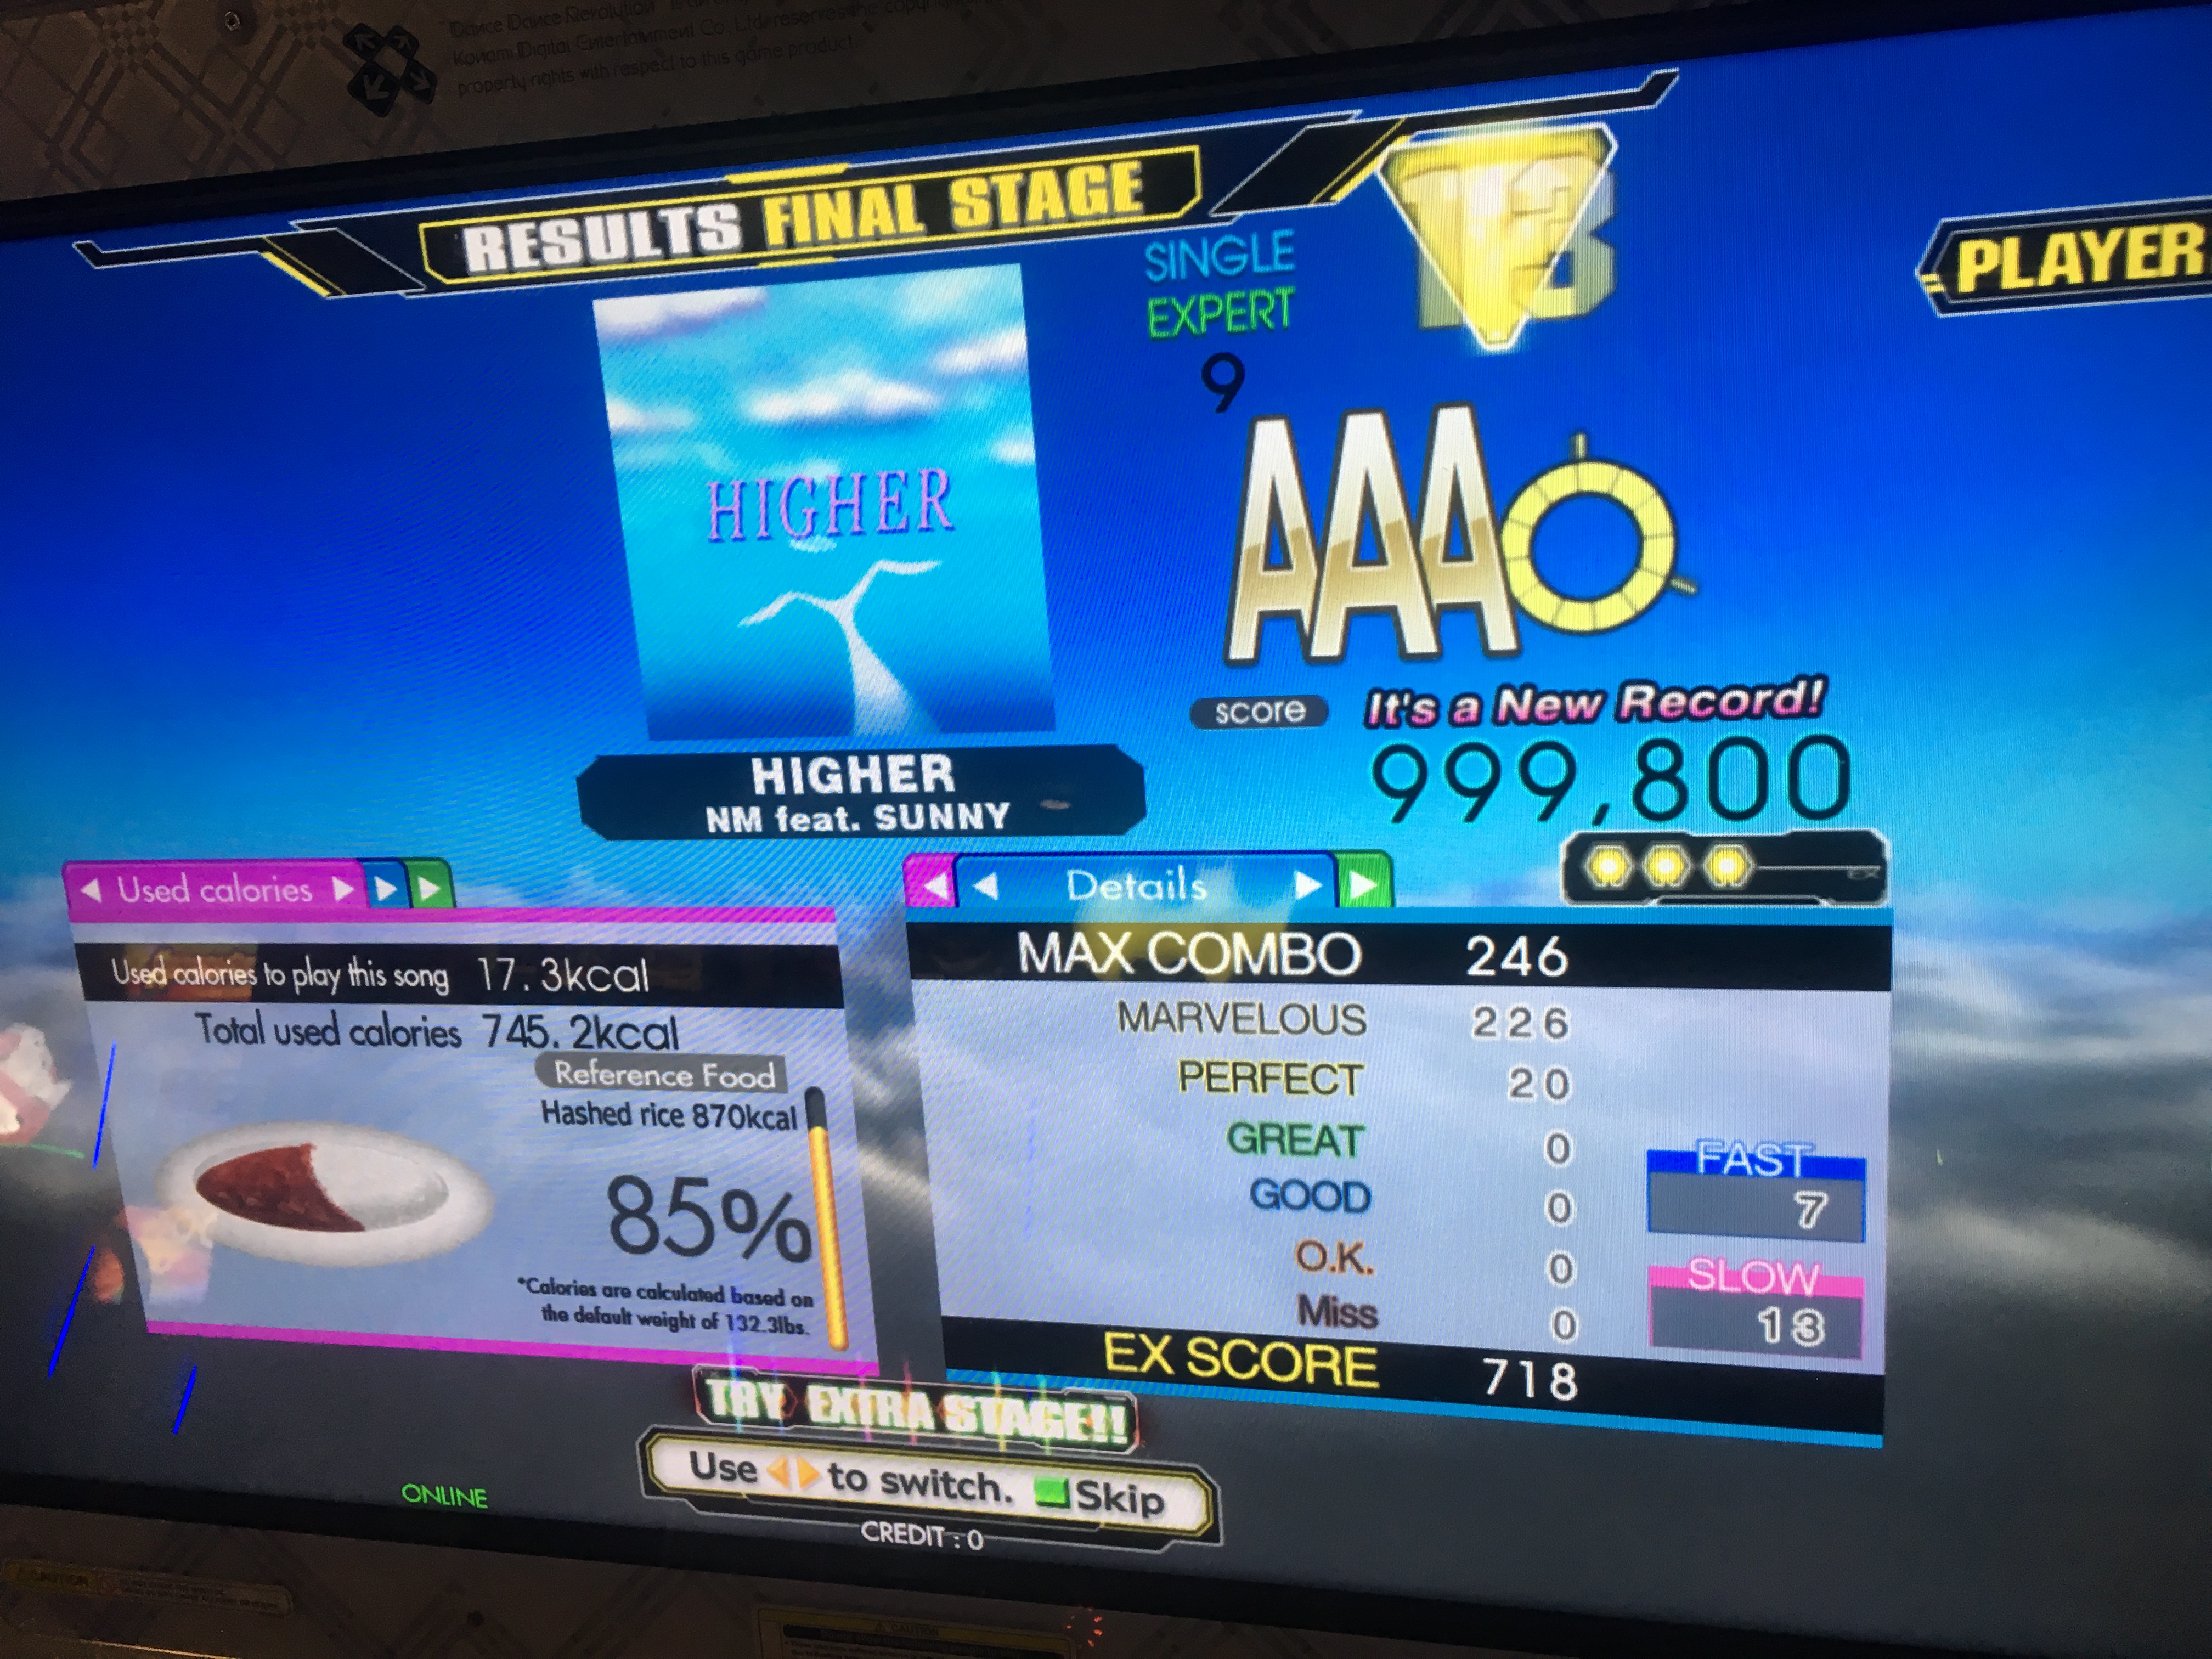 Dance Dance Revolution
Konami Digital Entertainment Co., Ltd. reserves the
property rights with respect to this game product.
RESULTS FINAL STAGE
PLAYER
SINGLE
EXPERT
9
HIGHER
AAA
score
It's a New Record!
999,800
HIGHER
NM feat. SUNNY
EX
Used calories
Used calories to play this song 17.3kcal
Total used calories 745.2kcal
Reference Food
Hashed rice 870kcal
85%
*Calories are calculated based on
the default weight of 132.3lbs.
Details
MAX COMBO 246
MARVELOUS 226
PERFECT 20
GREAT 0
GOOD 0
O.K. 0
Miss 0
FAST
7
SLOW
13
EX SCORE 718
TRY EXTRA STAGE!!
Use to switch. Skip
ONLINE
CREDIT : 0
CAUTION
CAUTION